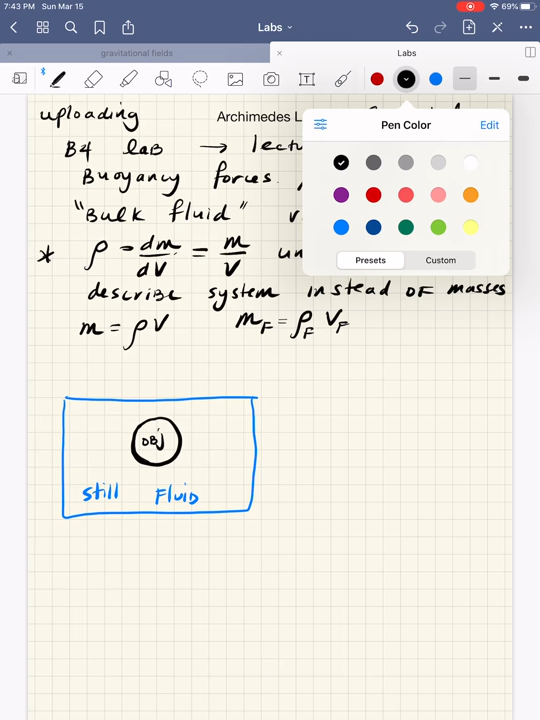 7:43 PM Sun Mar 15
69%
Labs
gravitational fields
Labs
uploading
Archimedes L
B4 lab → lectu
Buoyancy forces.
"Bulk fluid"
* ρ = dm/dV = m/V un
describe system instead of masses
m = ρV m_F = ρ_F V_F
OBJ
Still Fluid
Pen Color
Edit
Presets
Custom